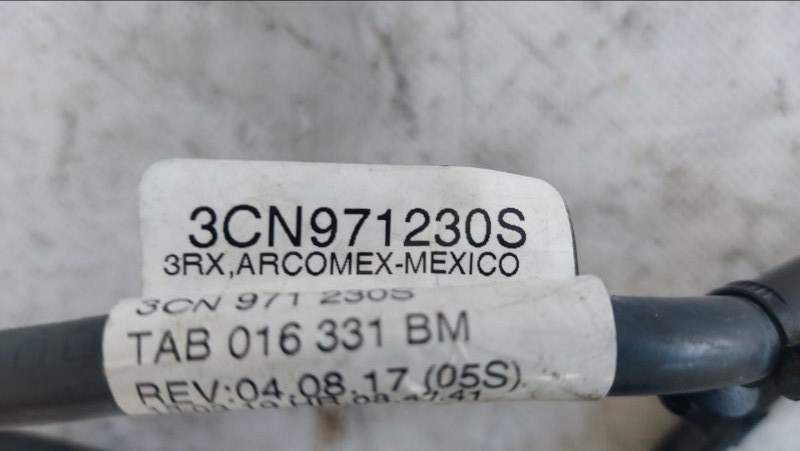 3CN971230S
3RX,ARCOMEX-MEXICO
3CN 971 230S
TAB 016 331 BM
REV:04.08.17 (05S)